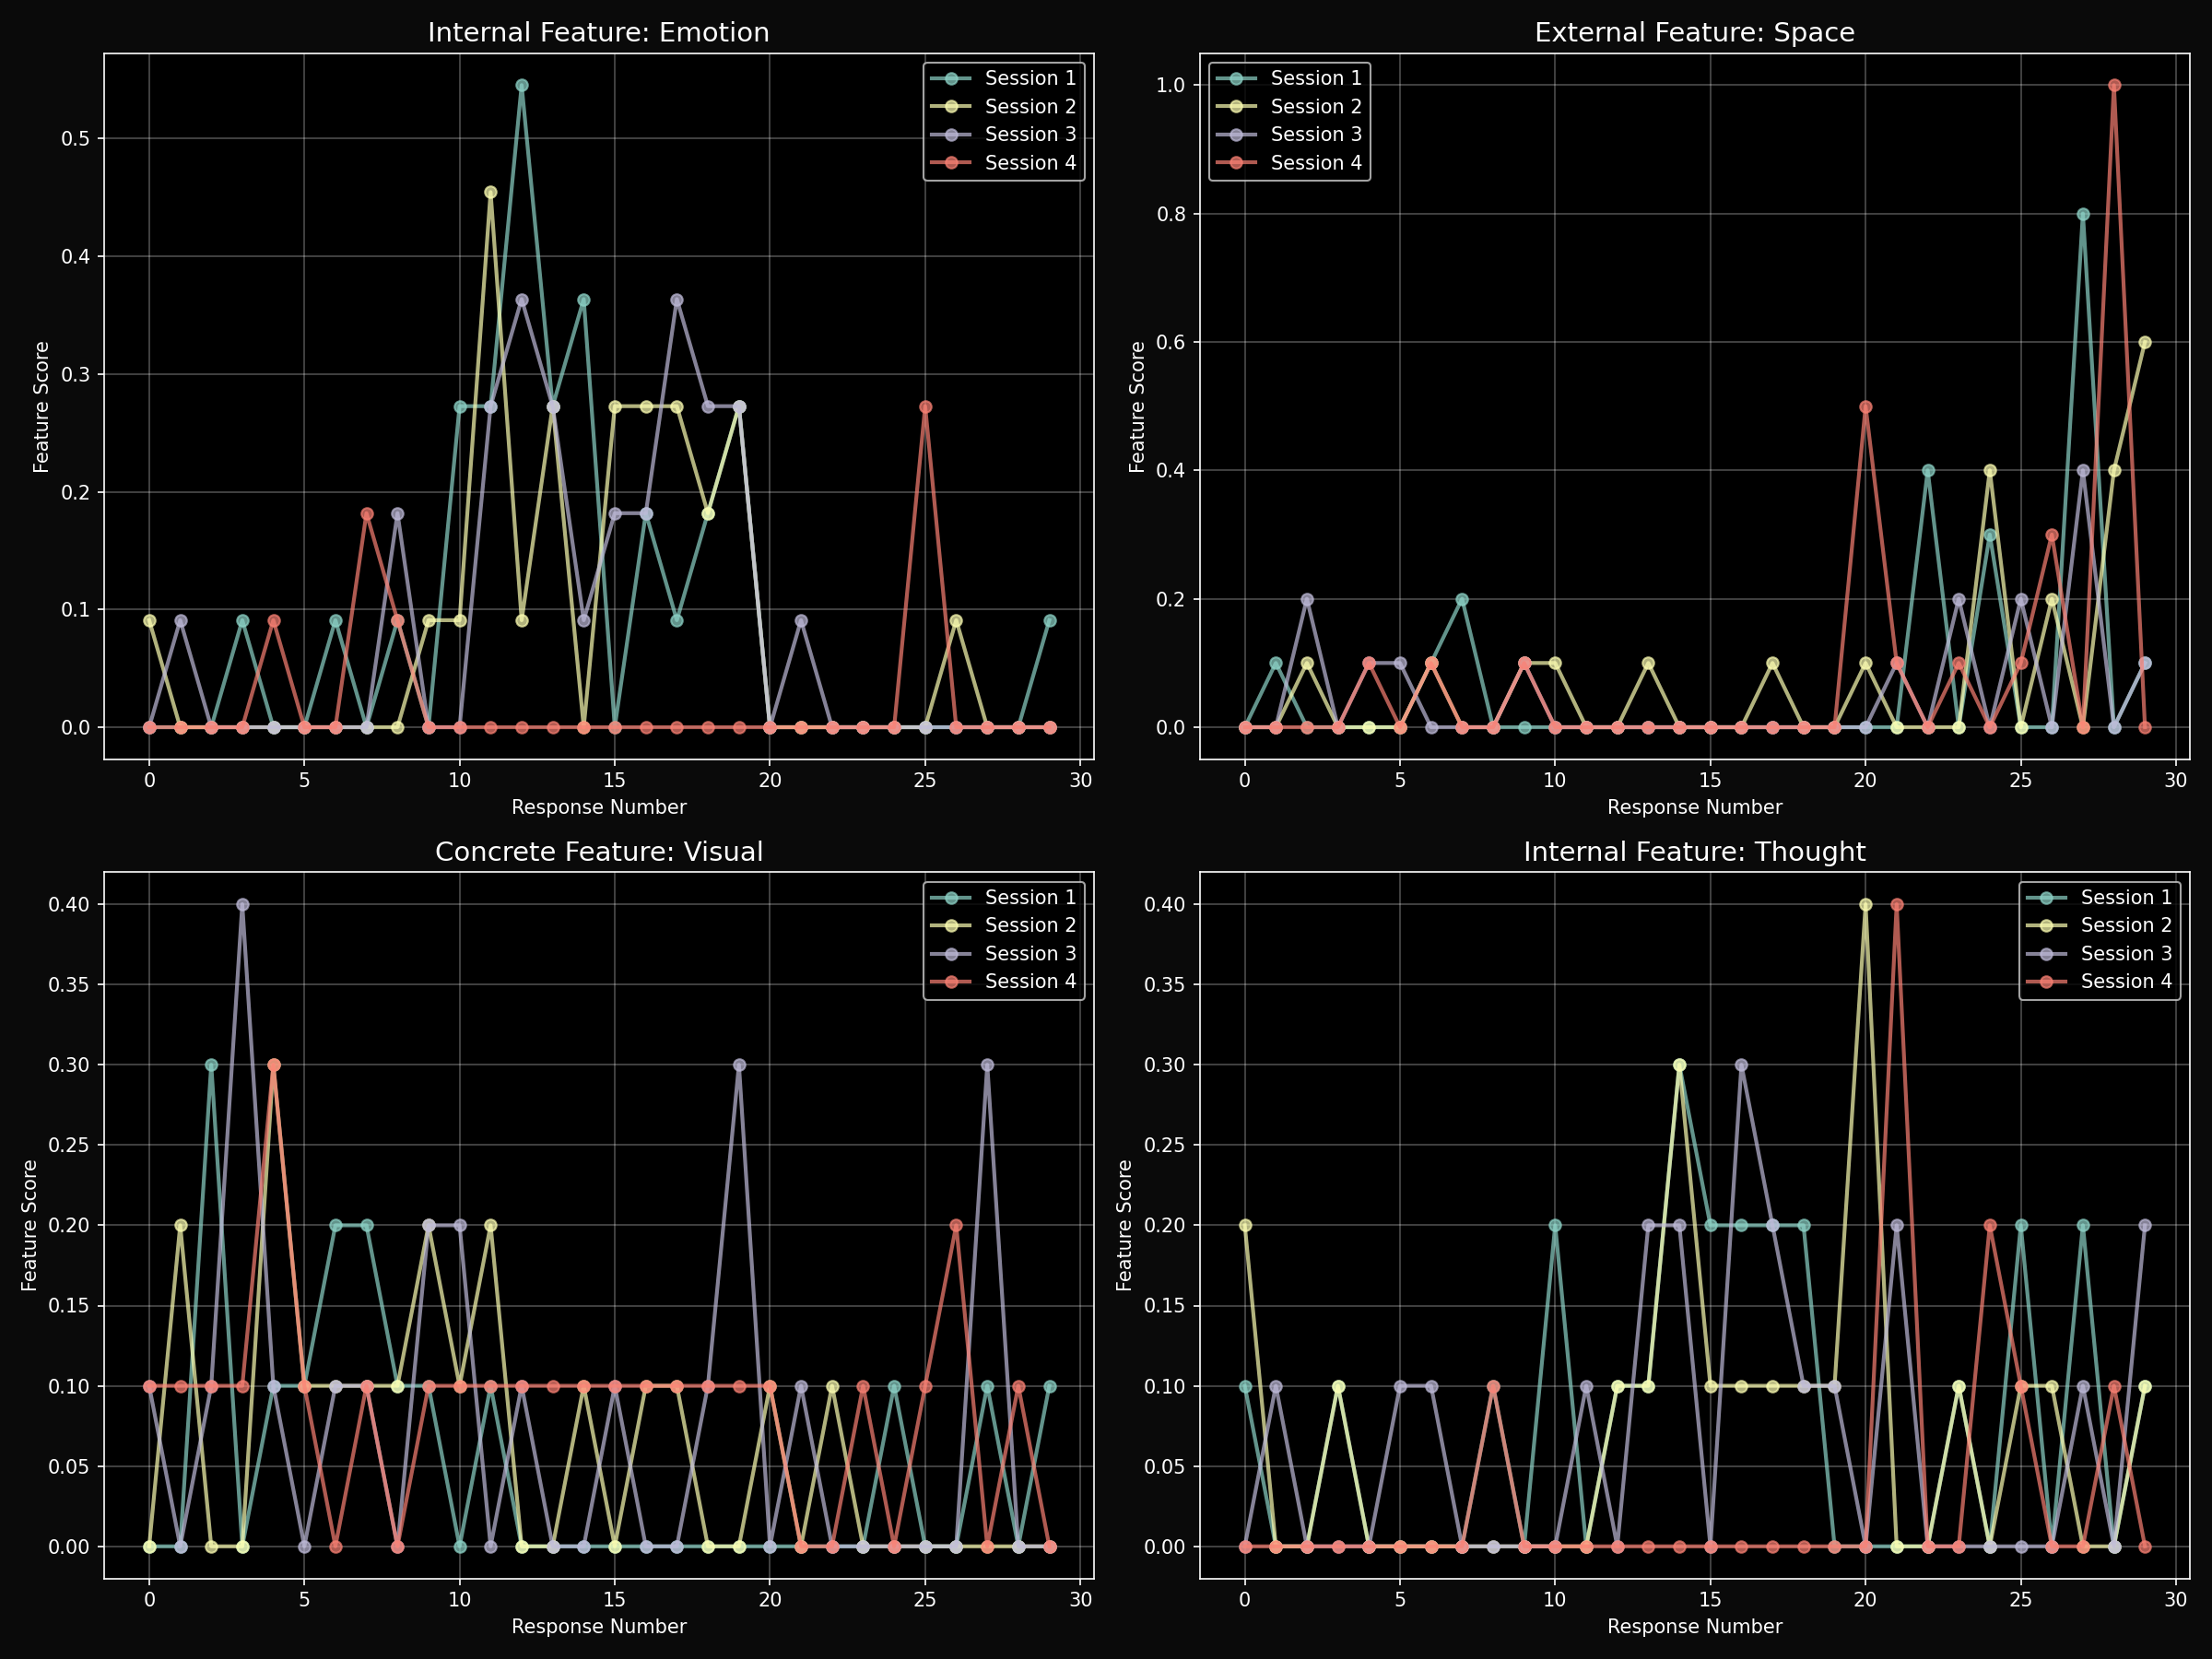 Internal Feature: Emotion
Feature Score
0.5
0.4
0.3
0.2
0.1
0.0
0 5 10 15 20 25 30
Response Number
Session 1
Session 2
Session 3
Session 4
External Feature: Space
Feature Score
1.0
0.8
0.6
0.4
0.2
0.0
0 5 10 15 20 25 30
Response Number
Session 1
Session 2
Session 3
Session 4
Concrete Feature: Visual
Feature Score
0.40
0.35
0.30
0.25
0.20
0.15
0.10
0.05
0.00
0 5 10 15 20 25 30
Response Number
Session 1
Session 2
Session 3
Session 4
Internal Feature: Thought
Feature Score
0.40
0.35
0.30
0.25
0.20
0.15
0.10
0.05
0.00
0 5 10 15 20 25 30
Response Number
Session 1
Session 2
Session 3
Session 4